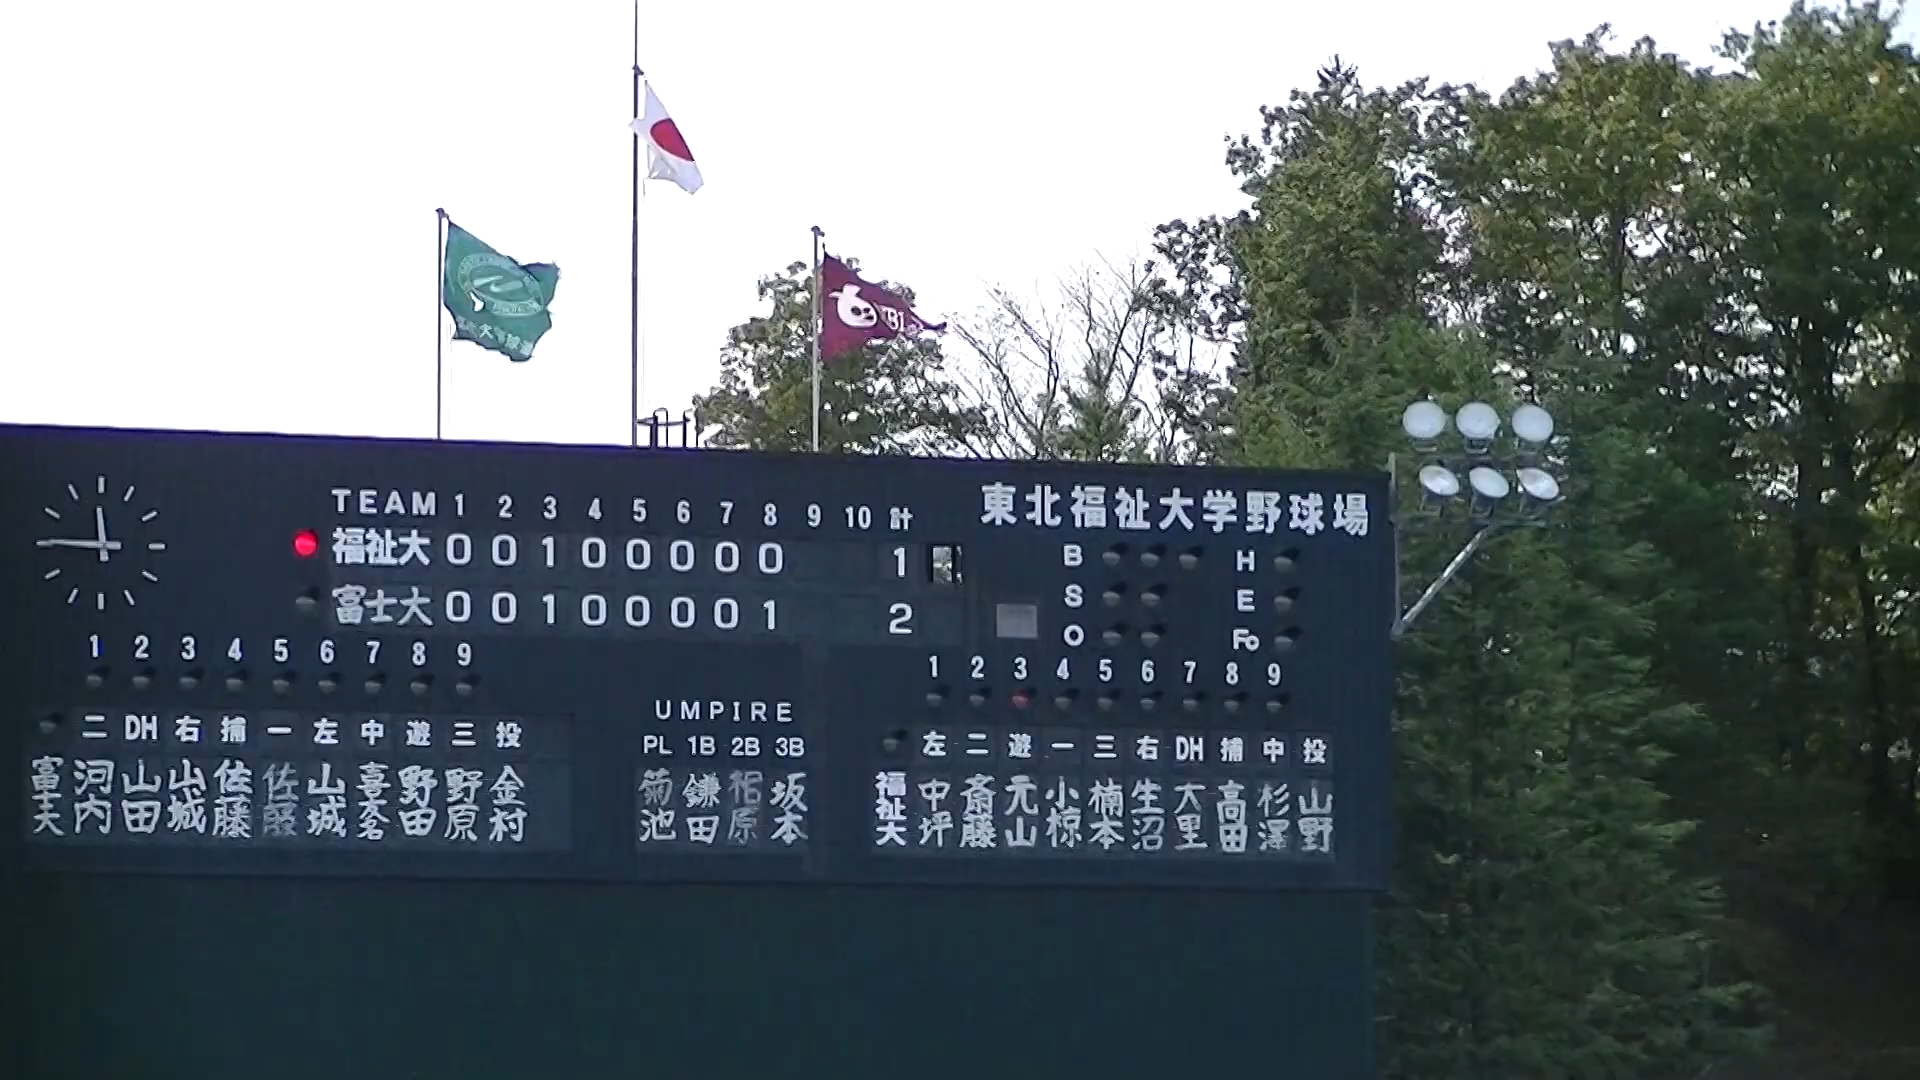 TEAM 1 2 3 4 5 6 7 8 9 10 計
福祉大 0 0 1 0 0 0 0 0 1
富士大 0 0 1 0 0 0 0 1 2
東北福祉大学野球場
B H
S E
O Fc
1 2 3 4 5 6 7 8 9
二 DH 右 捕 一 左 中 遊 三 投
富大 河内 山田 山城 佐藤 佐藤 山城 喜多 野田 野原 金村
UMPIRE
PL 1B 2B 3B
菊池 鎌田 柏原 坂本
1 2 3 4 5 6 7 8 9
左 二 遊 一 三 右 DH 捕 中 投
福祉大 中坪 斎藤 元山 小椋 楠本 生沼 大里 高田 杉澤 山野